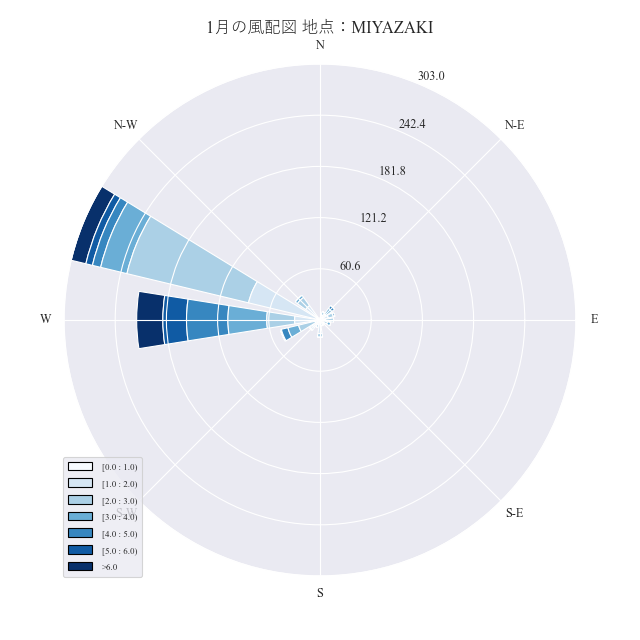 1月の風配図 地点：MIYAZAKI
N
303.0
N-W
N-E
242.4
181.8
121.2
60.6
W
E
[0.0 : 1.0)
[1.0 : 2.0)
[2.0 : 3.0)
S-W
S-E
[3.0 : 4.0)
[4.0 : 5.0)
[5.0 : 6.0)
>6.0
S